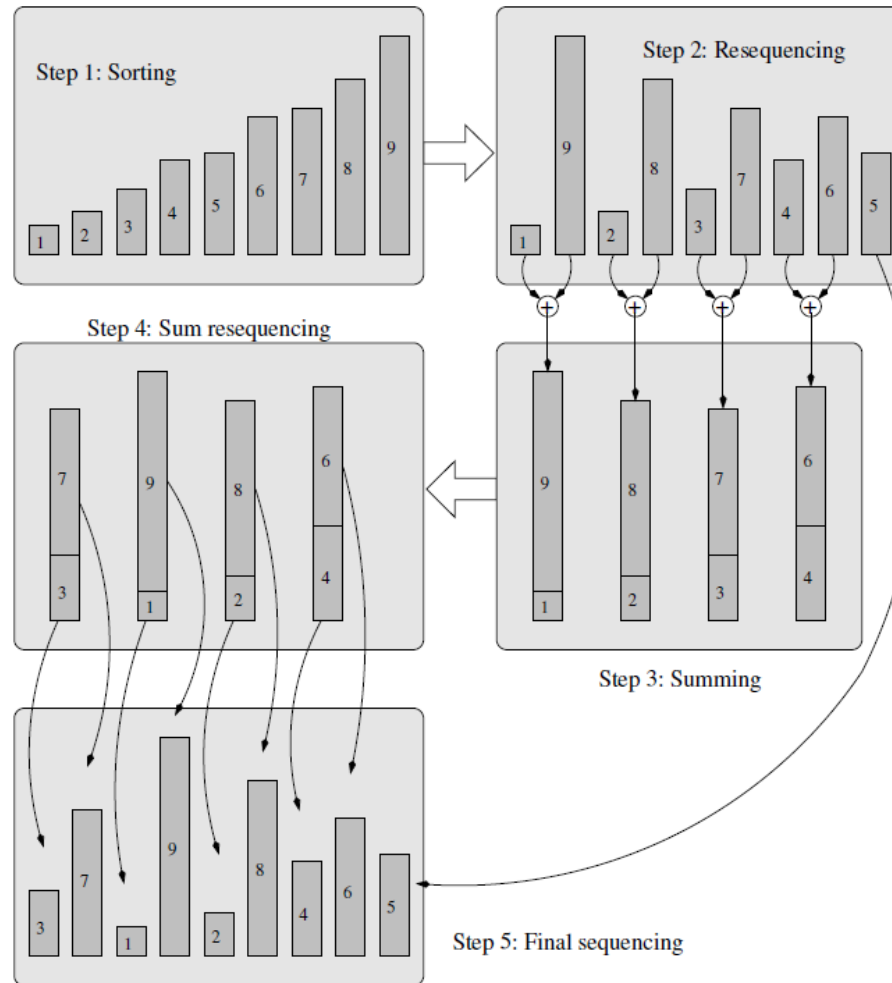 Step 1: Sorting
1 2 3 4 5 6 7 8 9
Step 2: Resequencing
1 9 2 8 3 7 4 6 5
+ + + +
Step 4: Sum resequencing
7 9 8 6
3 1 2 4
9 8 7 6
1 2 3 4
Step 3: Summing
3 7 1 9 2 8 4 6 5
Step 5: Final sequencing